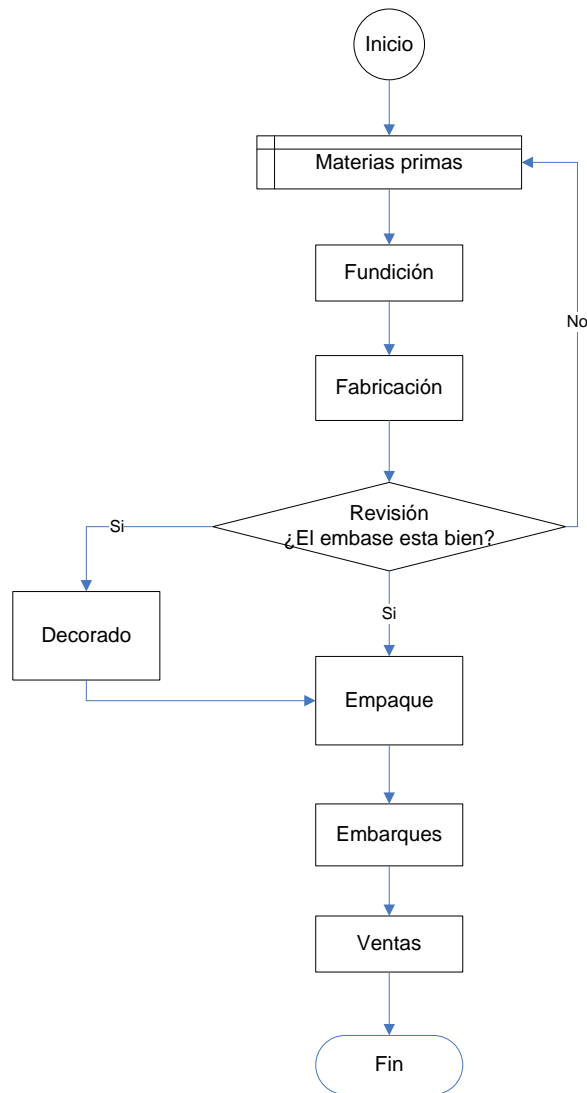 Inicio
Materias primas
Fundición
No
Fabricación
Revisión
¿El embase esta bien?
Si
Si
Decorado
Empaque
Embarques
Ventas
Fin